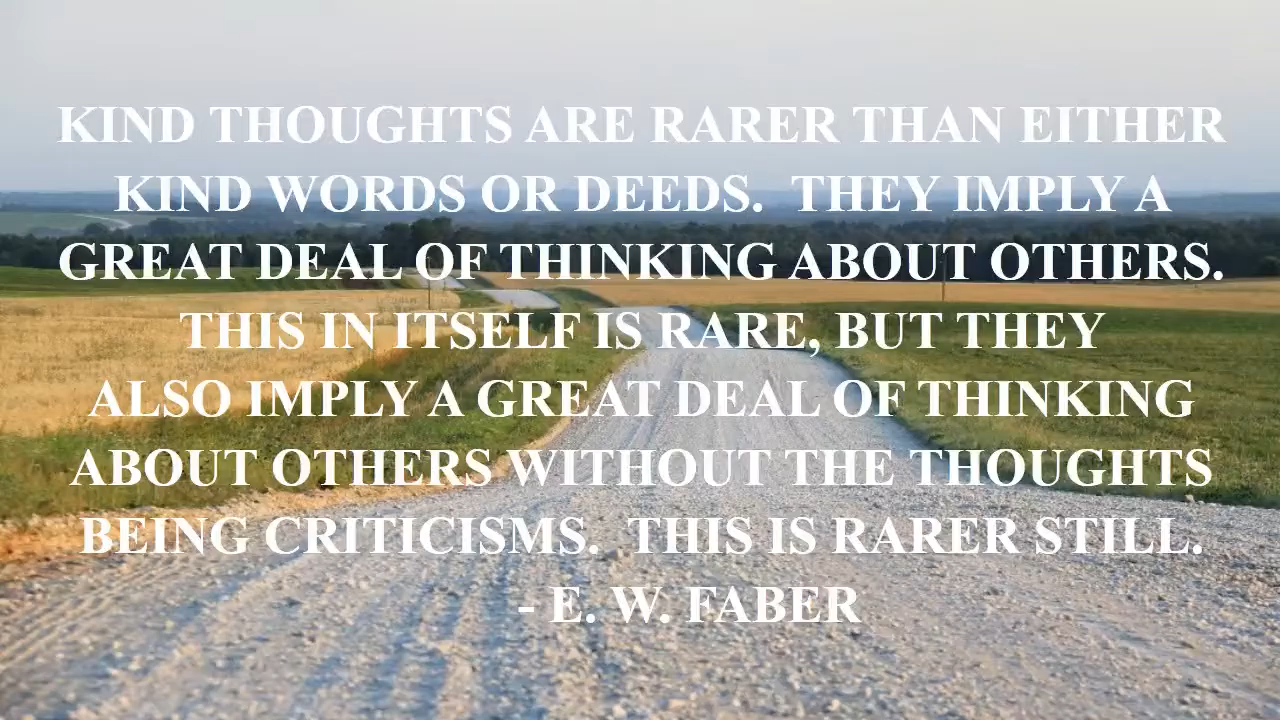 KIND THOUGHTS ARE RARER THAN EITHER
KIND WORDS OR DEEDS.  THEY IMPLY A
GREAT DEAL OF THINKING ABOUT OTHERS.
THIS IN ITSELF IS RARE, BUT THEY
ALSO IMPLY A GREAT DEAL OF THINKING
ABOUT OTHERS WITHOUT THE THOUGHTS
BEING CRITICISMS.  THIS IS RARER STILL.
- E. W. FABER